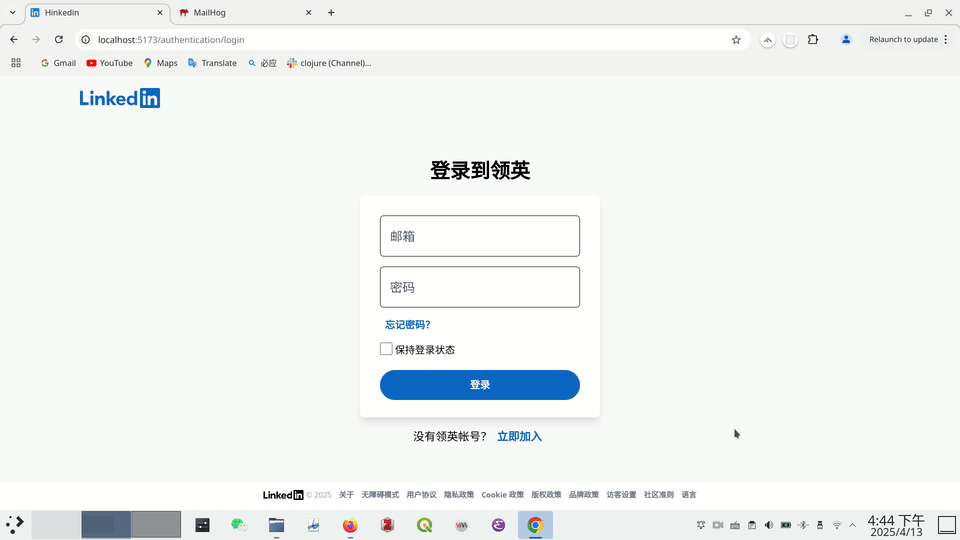 Hinkedin
MailHog
localhost:5173/authentication/login
Relaunch to update
Gmail YouTube Maps Translate 必应 clojure (Channel)...
Linkedin
登录到领英
邮箱
密码
忘记密码?
保持登录状态
登录
没有领英帐号? 立即加入
Linkedin © 2025 关于 无障碍模式 用户协议 隐私政策 Cookie 政策 版权政策 品牌政策 访客设置 社区准则 语言
4:44 下午
2025/4/13